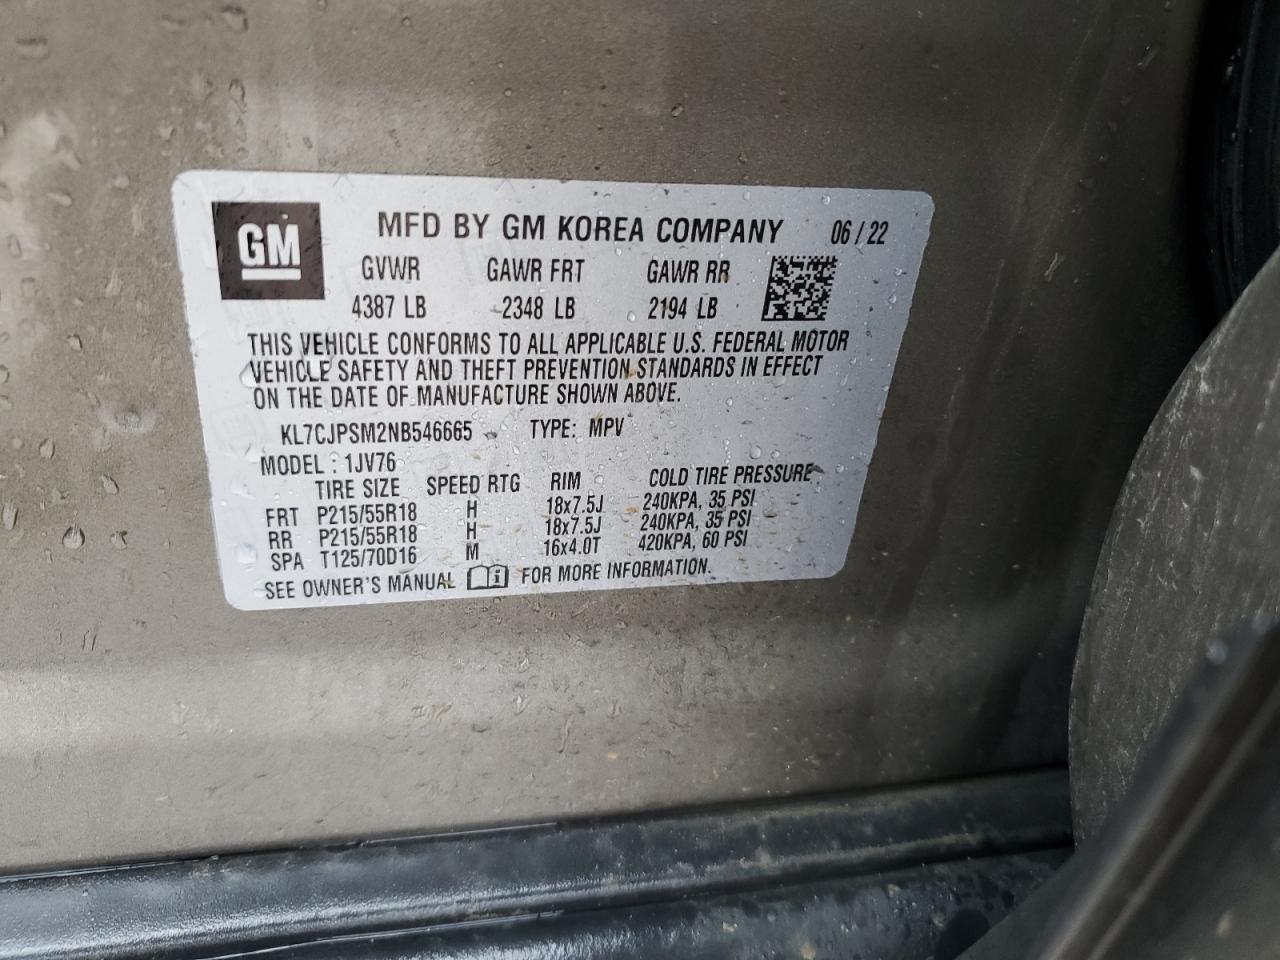 GM MFD BY GM KOREA COMPANY 06 / 22
GVWR GAWR FRT GAWR RR
4387 LB 2348 LB 2194 LB
THIS VEHICLE CONFORMS TO ALL APPLICABLE U.S. FEDERAL MOTOR
VEHICLE SAFETY AND THEFT PREVENTION STANDARDS IN EFFECT
ON THE DATE OF MANUFACTURE SHOWN ABOVE.
KL7CJPSM2NB546665 TYPE: MPV
MODEL : 1JV76
TIRE SIZE SPEED RTG RIM COLD TIRE PRESSURE
FRT P215/55R18 H 18x7.5J 240KPA, 35 PSI
RR P215/55R18 H 18x7.5J 240KPA, 35 PSI
SPA T125/70D16 M 16x4.0T 420KPA, 60 PSI
SEE OWNER'S MANUAL i FOR MORE INFORMATION.